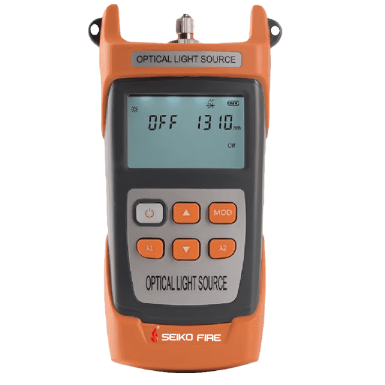 OPTICAL LIGHT SOURCE
OFF 1310nm
CW
MOD
λ1 λ2
OPTICAL LIGHT SOURCE
SEIKO FIRE